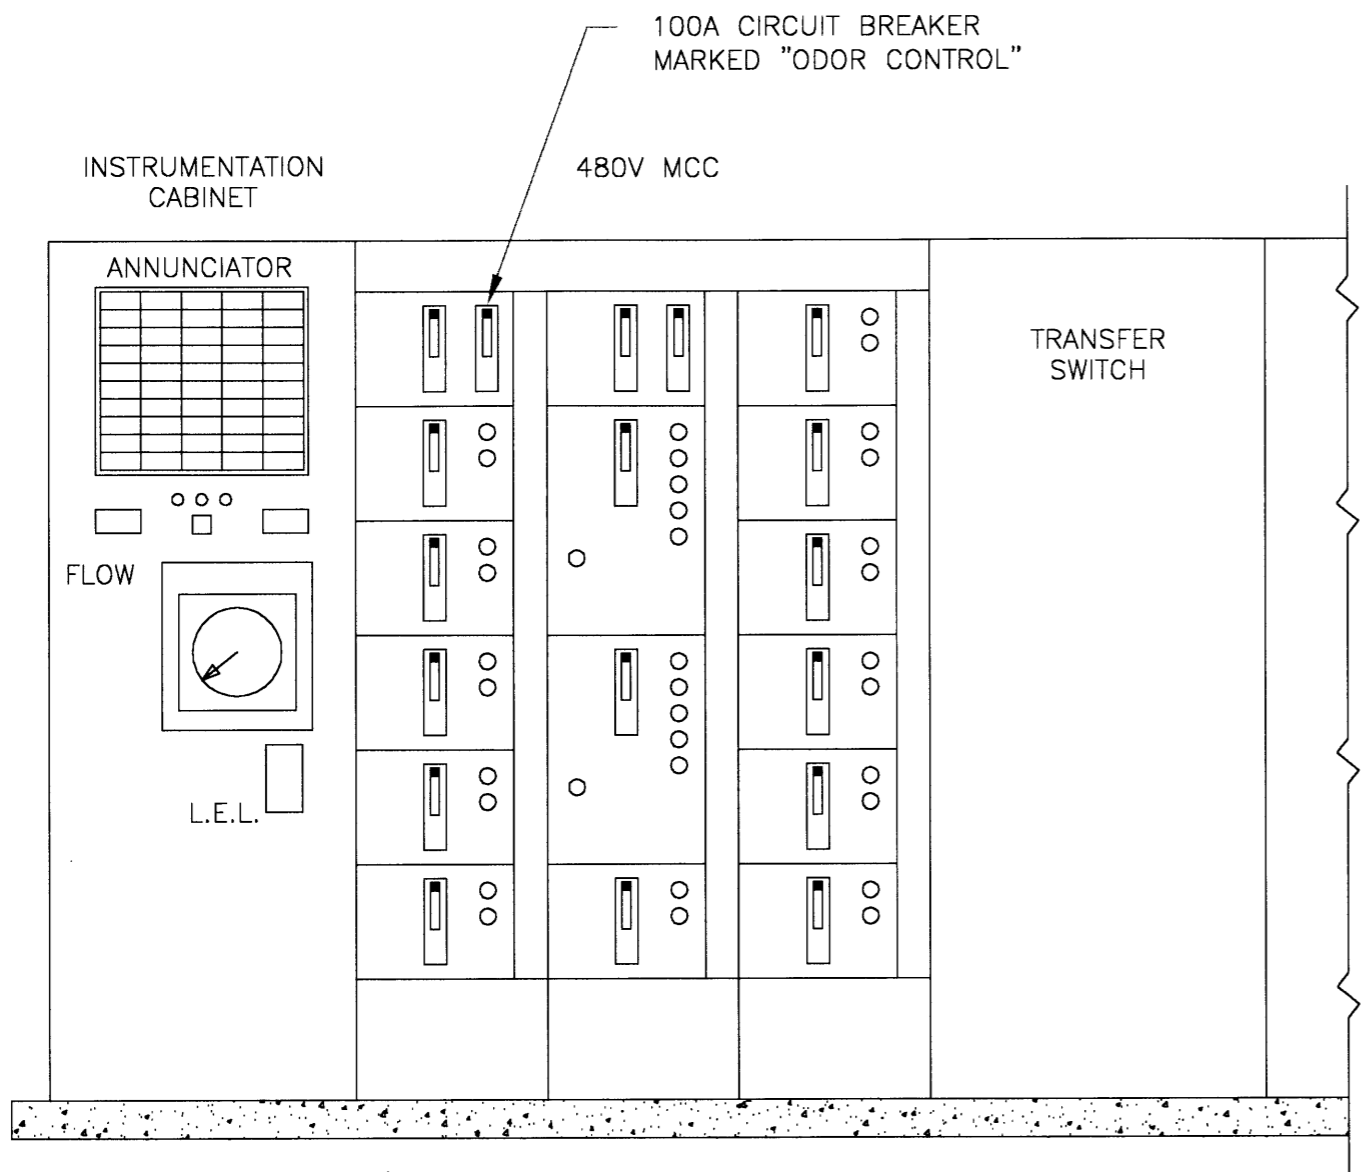 100A CIRCUIT BREAKER
MARKED "ODOR CONTROL"
INSTRUMENTATION
CABINET
480V MCC
ANNUNCIATOR
TRANSFER
SWITCH
FLOW
L.E.L.